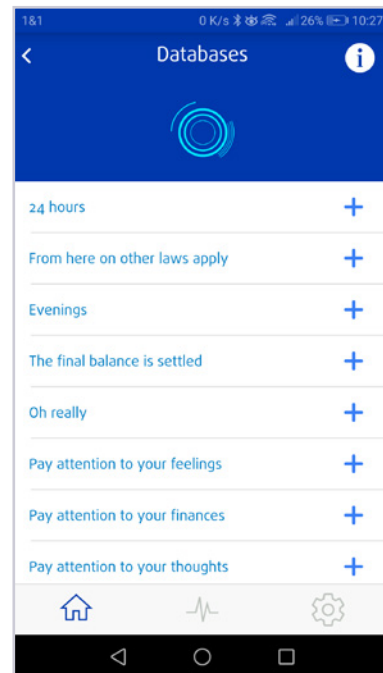 1&1 0 K/s 26% 10:27
Databases
i
24 hours
From here on other laws apply
Evenings
The final balance is settled
Oh really
Pay attention to your feelings
Pay attention to your finances
Pay attention to your thoughts